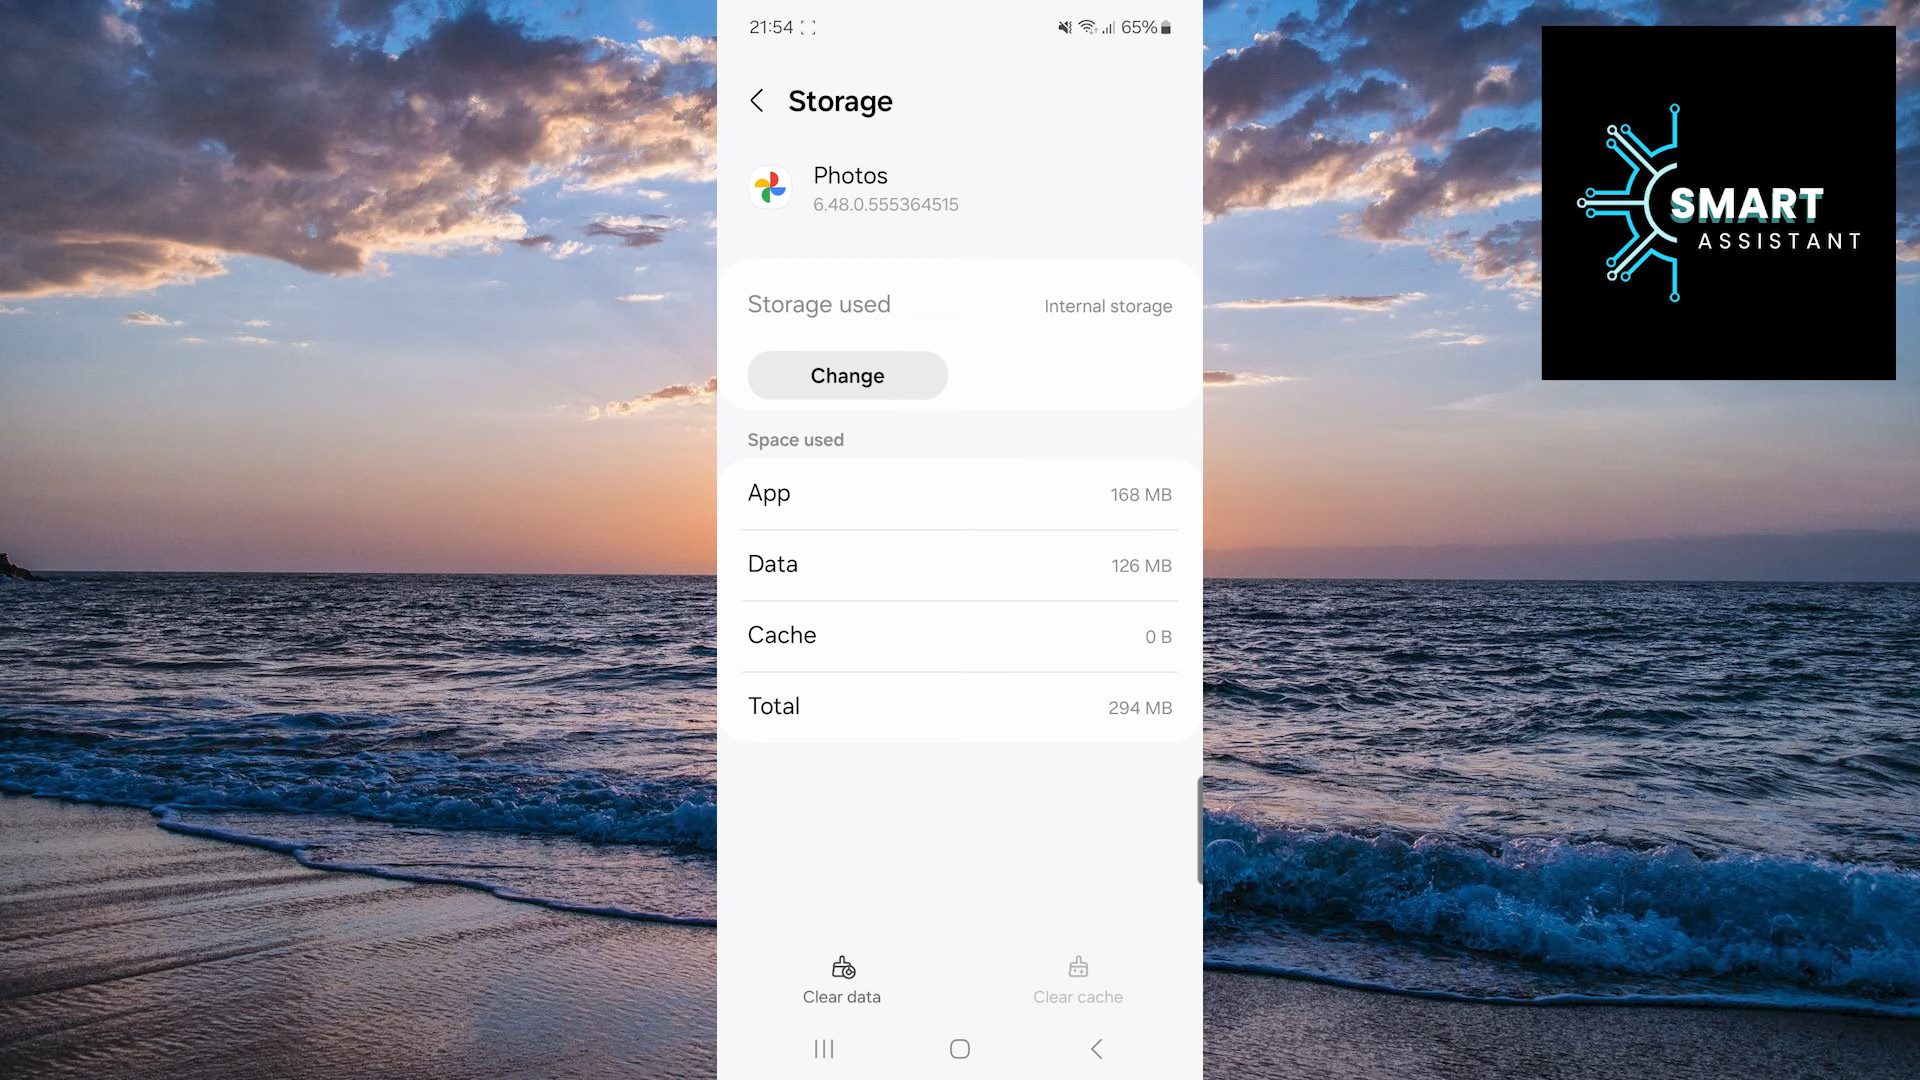 21:54
65%
Storage
Photos
6.48.0.555364515
Storage used
Internal storage
Change
Space used
App
168 MB
Data
126 MB
Cache
0 B
Total
294 MB
Clear data
Clear cache
SMART
ASSISTANT